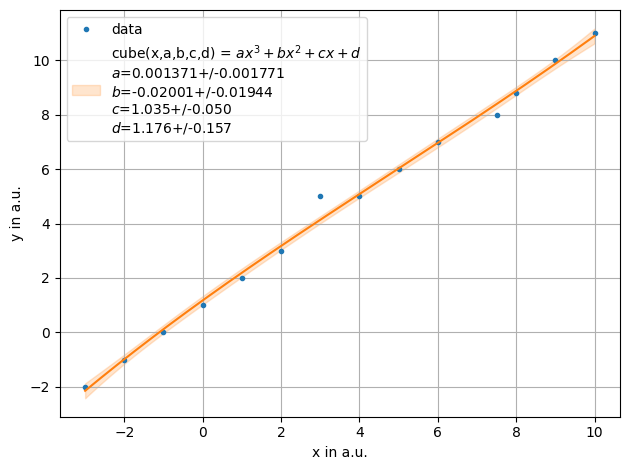 data
cube(x,a,b,c,d) = ax³ + bx² + cx + d
a=0.001371+/-0.001771
b=-0.02001+/-0.01944
c=1.035+/-0.050
d=1.176+/-0.157
10
8
6
4
2
0
−2
y in a.u.
−2 0 2 4 6 8 10
x in a.u.